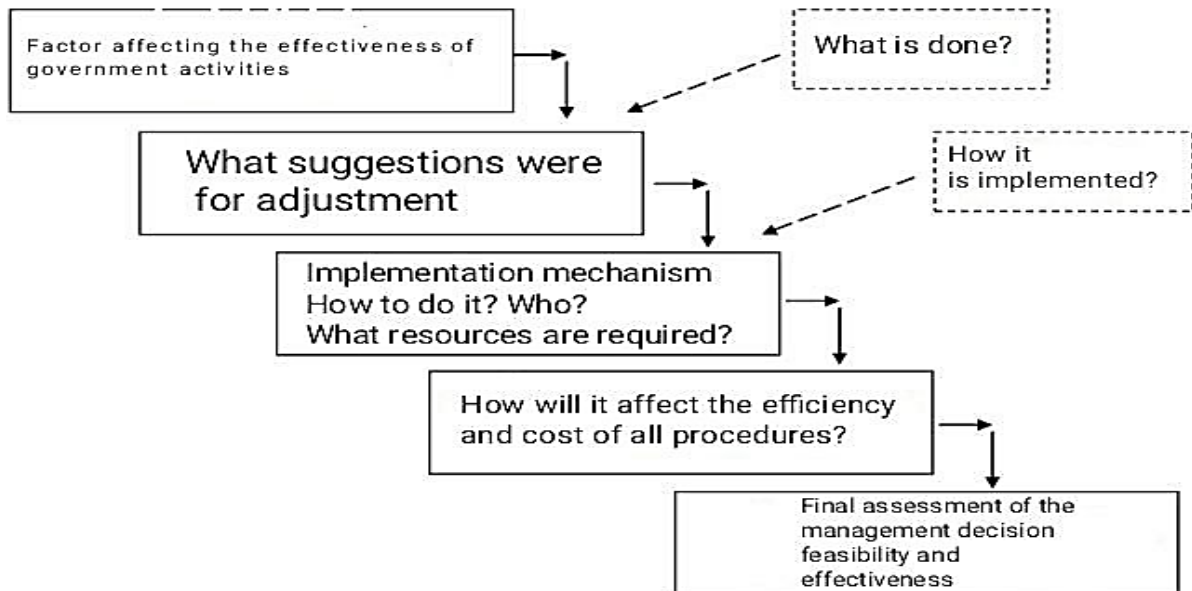 Factor affecting the effectiveness of
government activities
What is done?
What suggestions were
for adjustment
How it
is implemented?
Implementation mechanism
How to do it? Who?
What resources are required?
How will it affect the efficiency
and cost of all procedures?
Final assessment of the
management decision
feasibility and
effectiveness